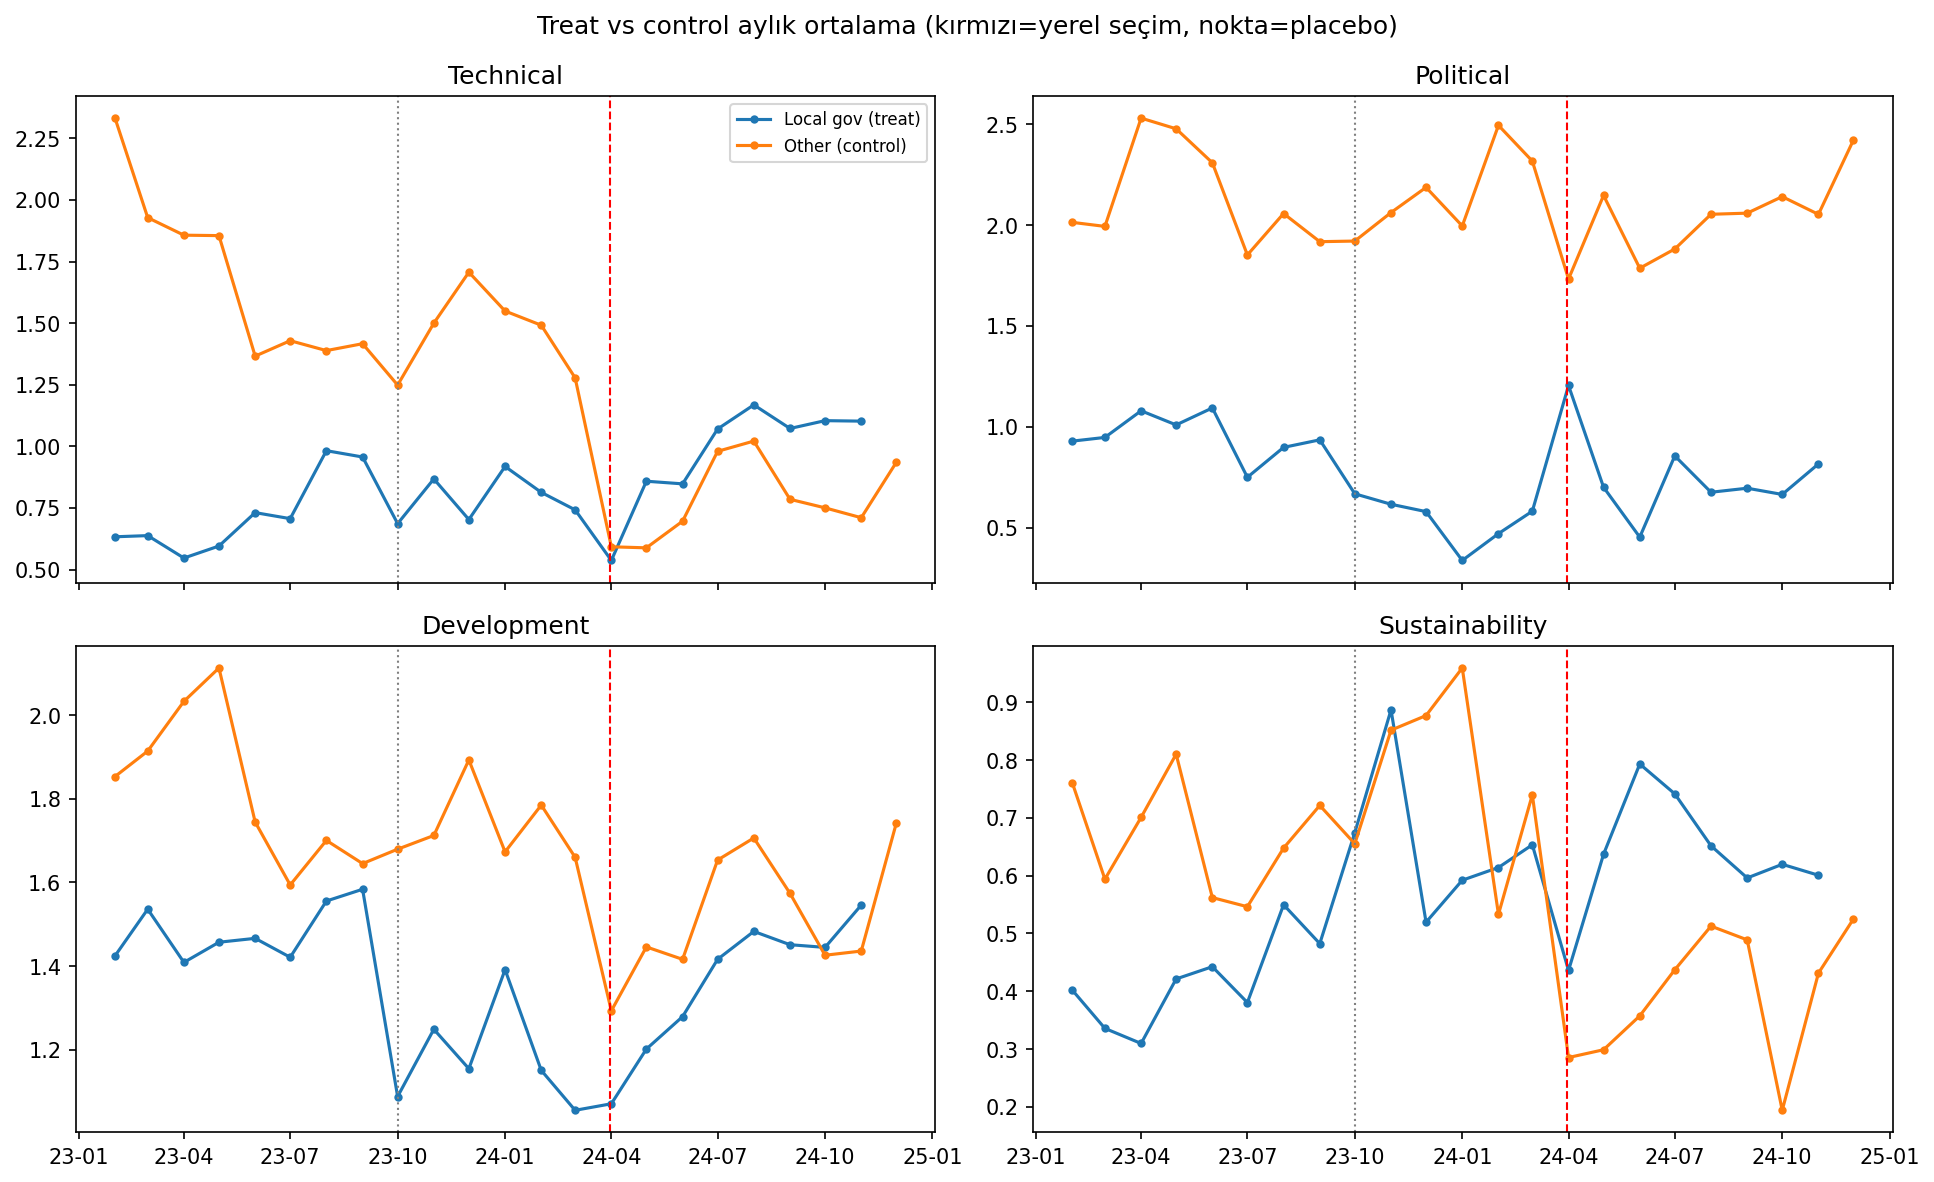 Treat vs control aylık ortalama (kırmızı=yerel seçim, nokta=placebo)
Technical
Local gov (treat)
Other (control)
2.25
2.00
1.75
1.50
1.25
1.00
0.75
0.50
Political
2.5
2.0
1.5
1.0
0.5
Development
2.0
1.8
1.6
1.4
1.2
23-01 23-04 23-07 23-10 24-01 24-04 24-07 24-10 25-01
Sustainability
0.9
0.8
0.7
0.6
0.5
0.4
0.3
0.2
23-01 23-04 23-07 23-10 24-01 24-04 24-07 24-10 25-01